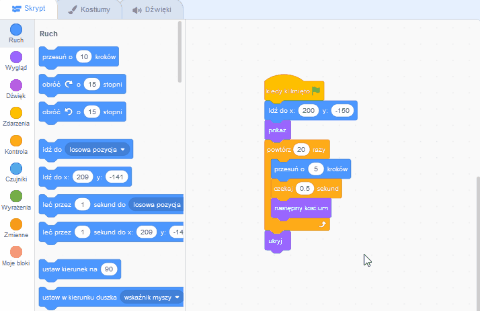 Skrypt Kostiumy Dźwięki
Ruch
Wygląd
Dźwięk
Zdarzenia
Kontrola
Czujniki
Wyrażenia
Zmienne
Moje bloki
Ruch
przesuń o 10 kroków
obróć o 15 stopni
obróć o 15 stopni
idź do losowa pozycja
idź do x: 209 y: -141
leć przez 1 sekund do losowa pozycja
leć przez 1 sekund do x: 209 y: -14
ustaw kierunek na 90
ustaw w kierunku duszka wskaźnik myszy
kiedy kliknięto
idź do x: 200 y: -150
pokaż
powtórz 20 razy
przesuń o 5 kroków
czekaj 0.5 sekund
następny kostium
ukryj